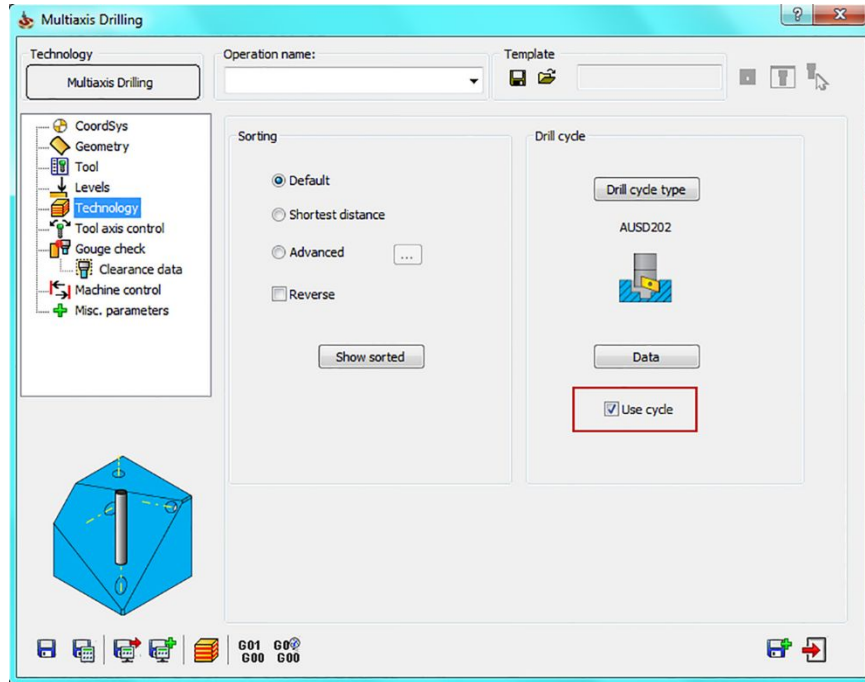 Multiaxis Drilling
Technology
Multiaxis Drilling
Operation name:
Template
CoordSys
Geometry
Tool
Levels
Technology
Tool axis control
Gouge check
Clearance data
Machine control
Misc. parameters
Sorting
Default
Shortest distance
Advanced
...
Reverse
Show sorted
Drill cycle
Drill cycle type
AUSD202
Data
Use cycle
G01 G0
G00 G00